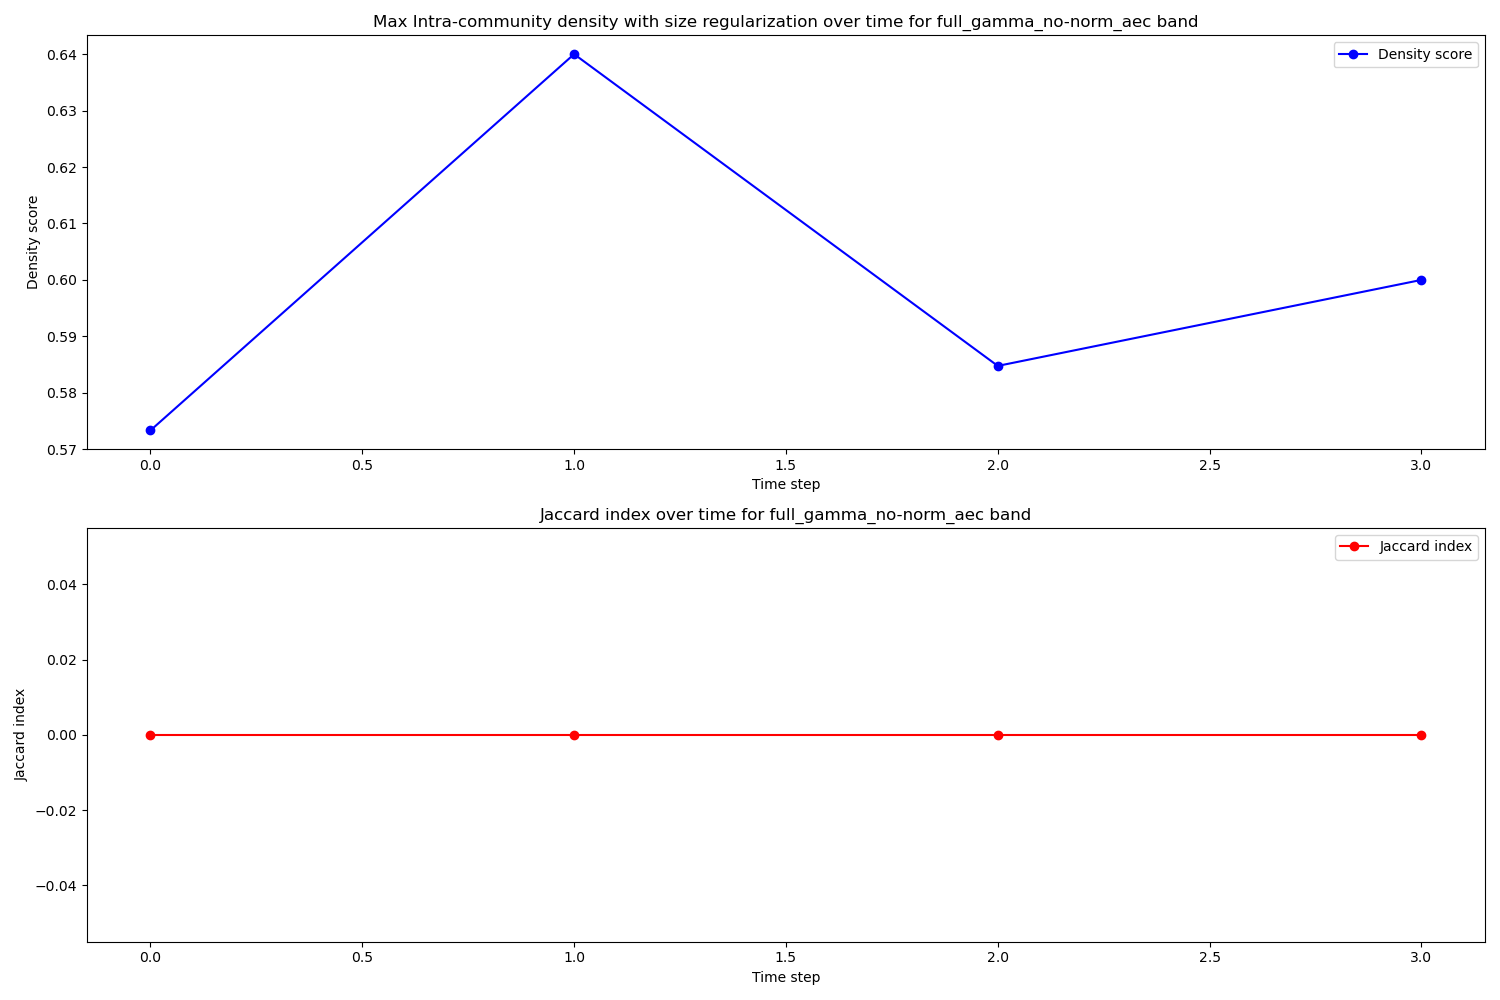 Max Intra-community density with size regularization over time for full_gamma_no-norm_aec band
Density score
0.64
0.63
0.62
0.61
0.60
0.59
0.58
0.57
Density score
0.0 0.5 1.0 1.5 2.0 2.5 3.0
Time step
Jaccard index over time for full_gamma_no-norm_aec band
Jaccard index
0.04
0.02
0.00
−0.02
−0.04
Jaccard index
0.0 0.5 1.0 1.5 2.0 2.5 3.0
Time step